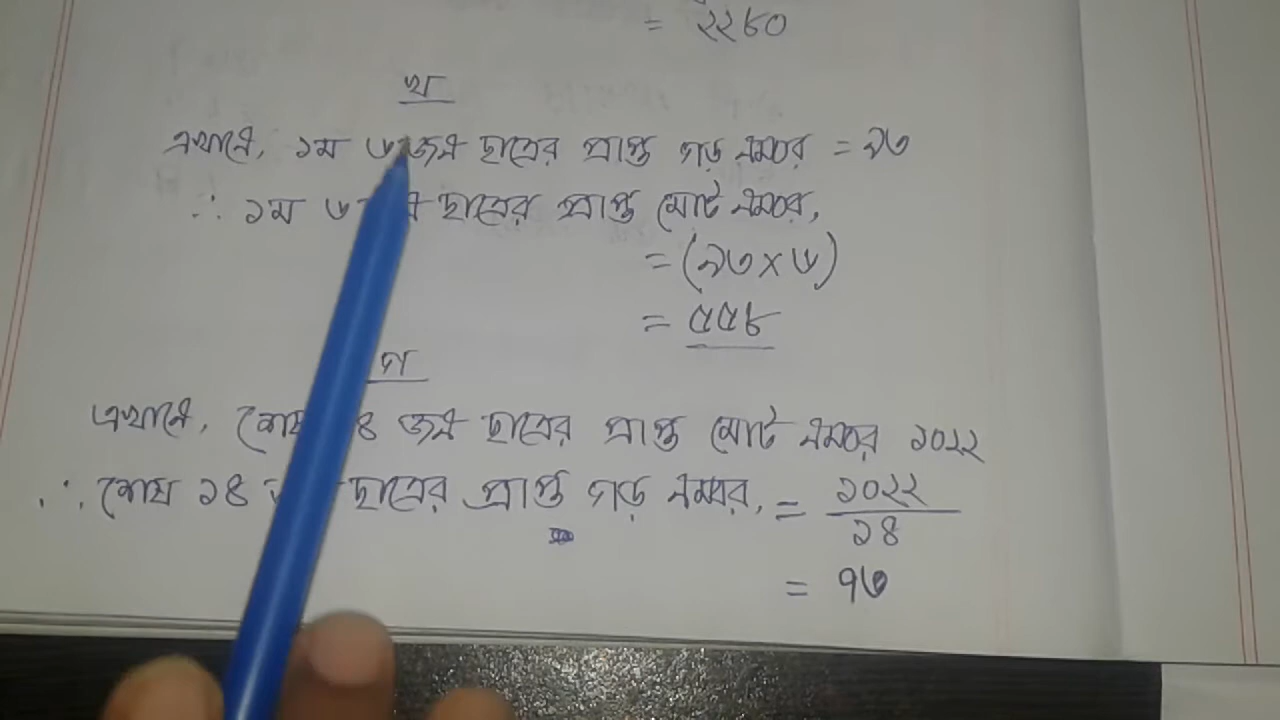 = ২২৮০
খ
এখানে, ১ম ৬ জন ছাত্রের প্রাপ্ত গড় নম্বর = ৯৩
∴ ১ম ৬ ছাত্রের প্রাপ্ত মোট নম্বর,
= (৯৩ × ৬)
= ৫৫৮
গ
এখানে, শেষ ৪ জন ছাত্রের প্রাপ্ত মোট নম্বর ১০২২
∴ শেষ ১৪ ছাত্রের প্রাপ্ত গড় নম্বর, = ১০২২
১৪
= ৭৩